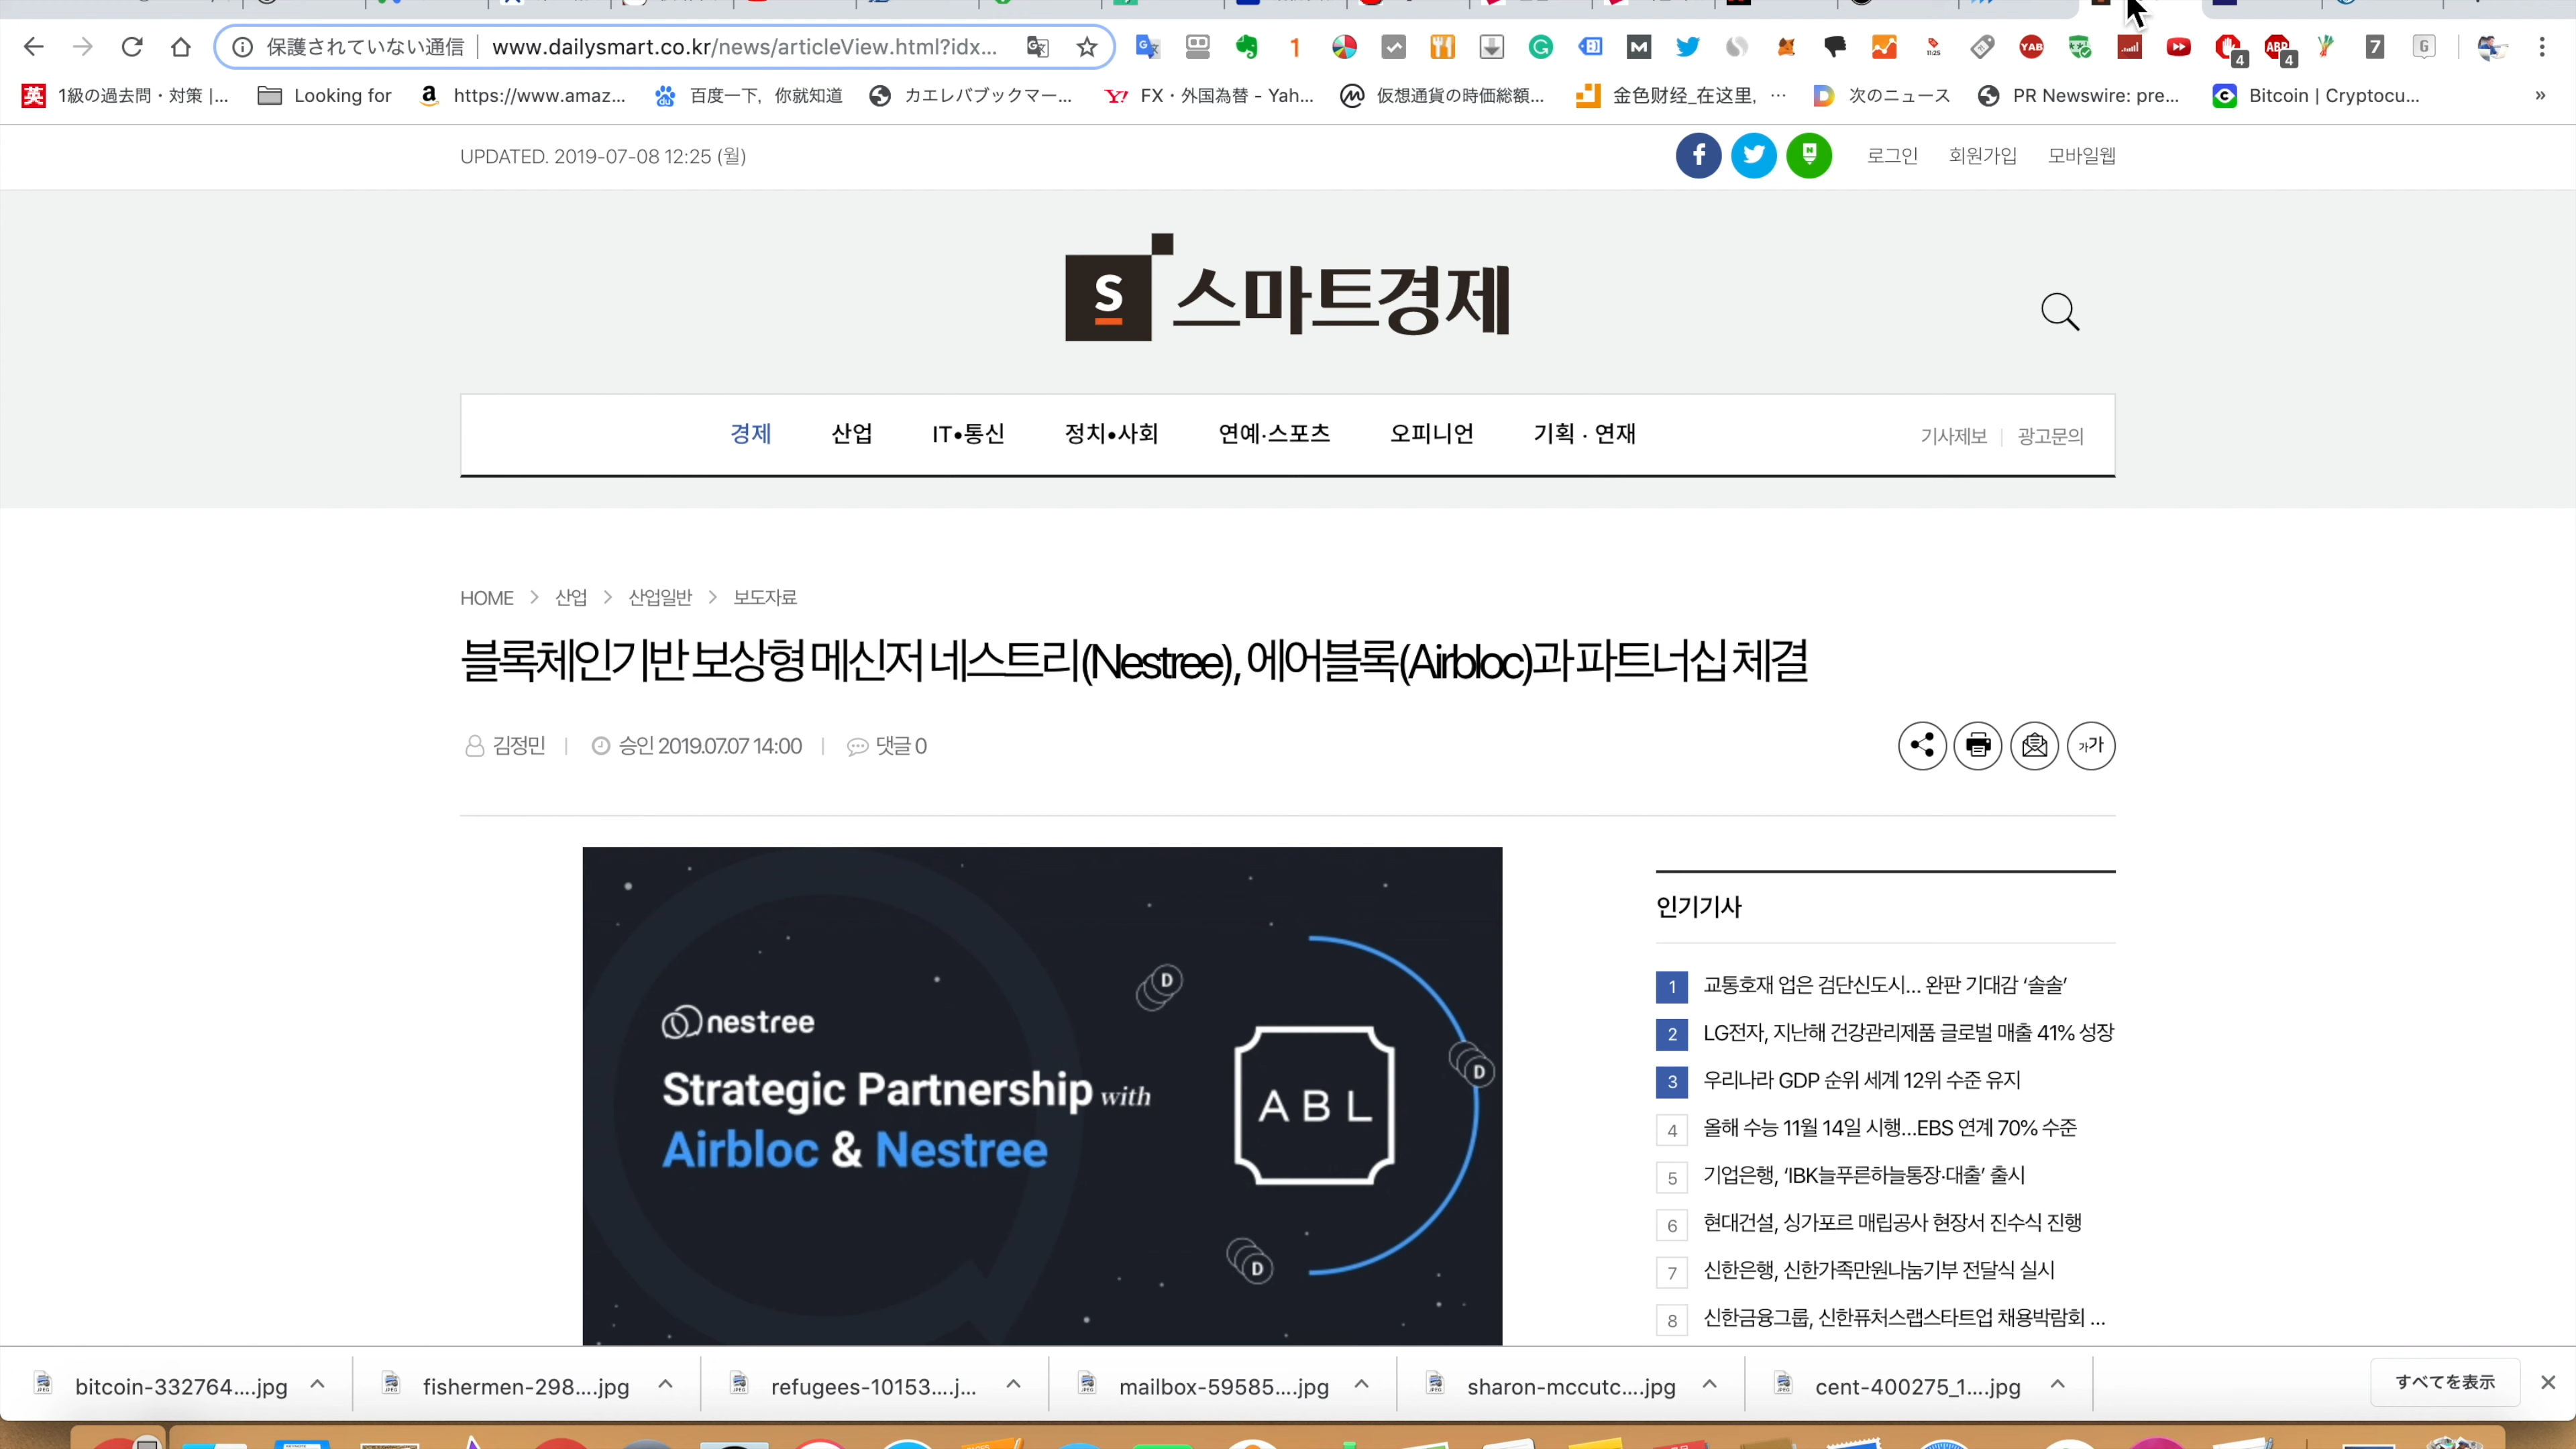 保護されていない通信 www.dailysmart.co.kr/news/articleView.html?idx...
1級の過去問・対策 |... Looking for https://www.amaz... 百度一下，你就知道 カエレバブックマー... FX・外国為替 - Yah... 仮想通貨の時価総額... 金色财经_在这里，… 次のニュース PR Newswire: pre... Bitcoin | Cryptocu... »
UPDATED. 2019-07-08 12:25 (월) 로그인 회원가입 모바일웹
S 스마트경제
경제 산업 IT•통신 정치•사회 연예·스포츠 오피니언 기획 · 연재 기사제보 | 광고문의
HOME > 산업 > 산업일반 > 보도자료
블록체인기반 보상형 메신저 네스트리(Nestree), 에어블록(Airbloc)과 파트너십 체결
김정민 | 승인 2019.07.07 14:00 | 댓글 0
가가
nestree
Strategic Partnership with
Airbloc & Nestree
ABL
D
D
D
인기기사
1 교통호재 업은 검단신도시… 완판 기대감 ‘솔솔’
2 LG전자, 지난해 건강관리제품 글로벌 매출 41% 성장
3 우리나라 GDP 순위 세계 12위 수준 유지
4 올해 수능 11월 14일 시행…EBS 연계 70% 수준
5 기업은행, ‘IBK늘푸른하늘통장·대출’ 출시
6 현대건설, 싱가포르 매립공사 현장서 진수식 진행
7 신한은행, 신한가족만원나눔기부 전달식 실시
8 신한금융그룹, 신한퓨처스랩스타트업 채용박람회 ...
bitcoin-332764....jpg fishermen-298....jpg refugees-10153....j... mailbox-59585....jpg sharon-mccutc....jpg cent-400275_1....jpg すべてを表示